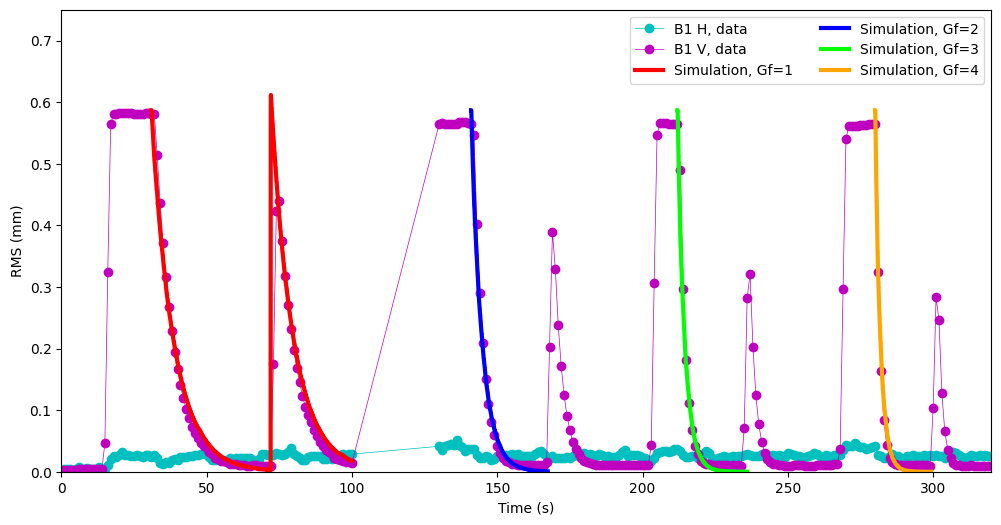 B1 H, data
B1 V, data
Simulation, Gf=1
Simulation, Gf=2
Simulation, Gf=3
Simulation, Gf=4
RMS (mm)
0.7
0.6
0.5
0.4
0.3
0.2
0.1
0.0
0 50 100 150 200 250 300
Time (s)